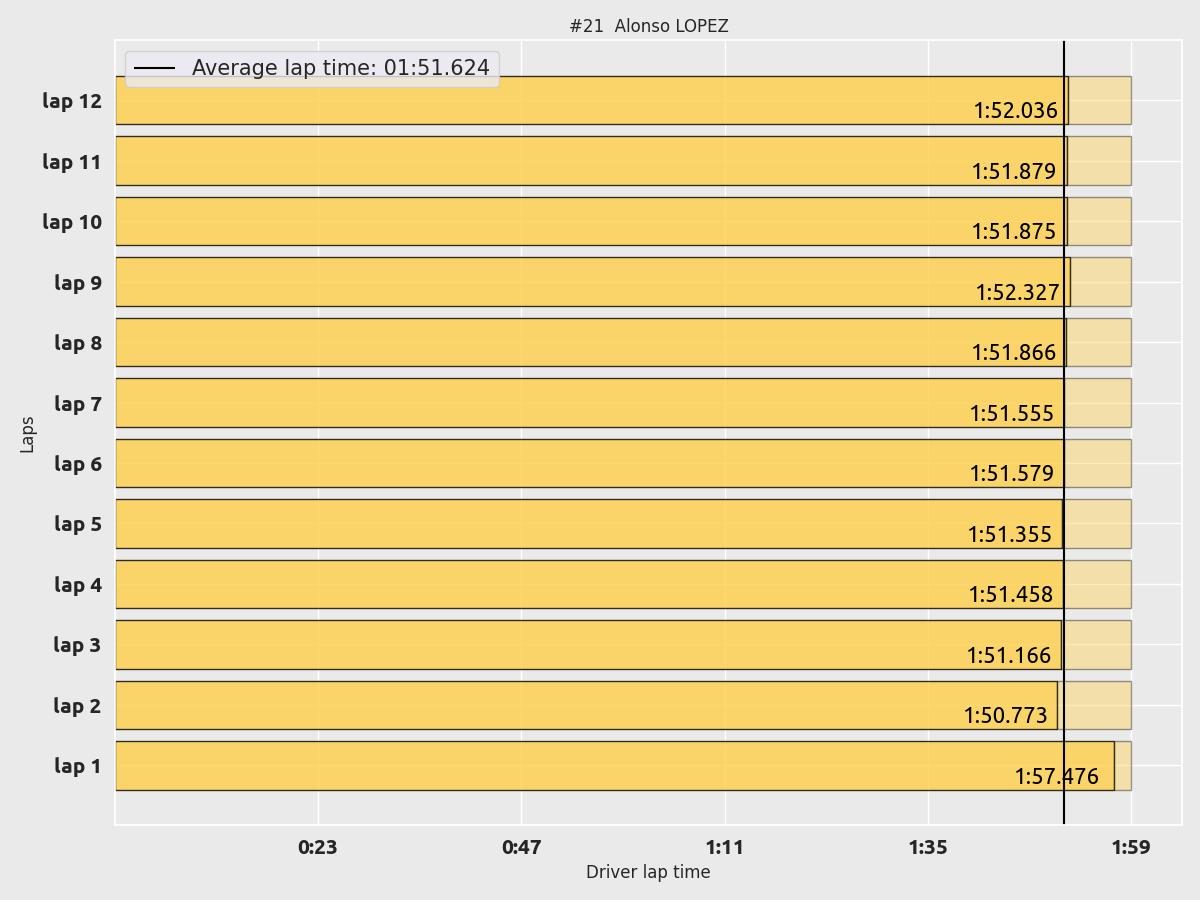 #21 Alonso LOPEZ
Average lap time: 01:51.624
lap 12
1:52.036
lap 11
1:51.879
lap 10
1:51.875
lap 9
1:52.327
lap 8
1:51.866
lap 7
1:51.555
lap 6
1:51.579
lap 5
1:51.355
lap 4
1:51.458
lap 3
1:51.166
lap 2
1:50.773
lap 1
1:57.476
Laps
0:23 0:47 1:11 1:35 1:59
Driver lap time